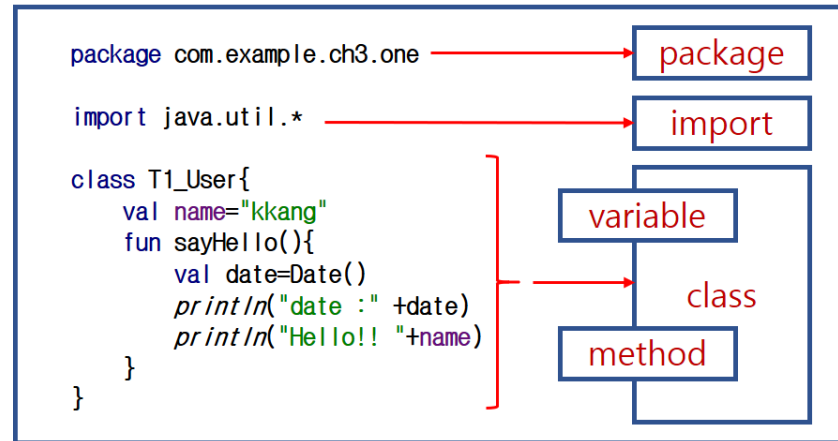 package com.example.ch3.one
package
import java.util.*
import
class T1_User{
val name="kkang"
variable
fun sayHello(){
val date=Date()
println("date :" +date)
class
println("Hello!! "+name)
method
}
}